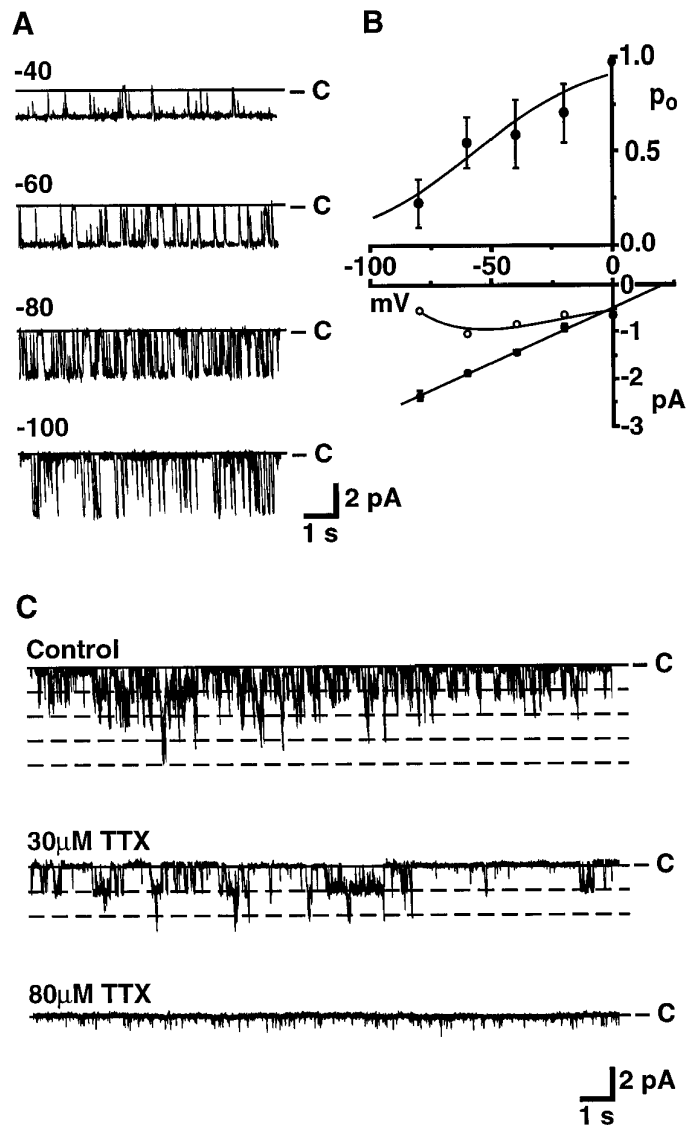 A
-40
– C
-60
– C
-80
– C
-100
– C
2 pA
1 s
B
1.0
po
0.5
0.0
-100 -50 0
mV
0
-1
-2
pA
-3
C
Control
– C
30µM TTX
– C
80µM TTX
– C
2 pA
1 s